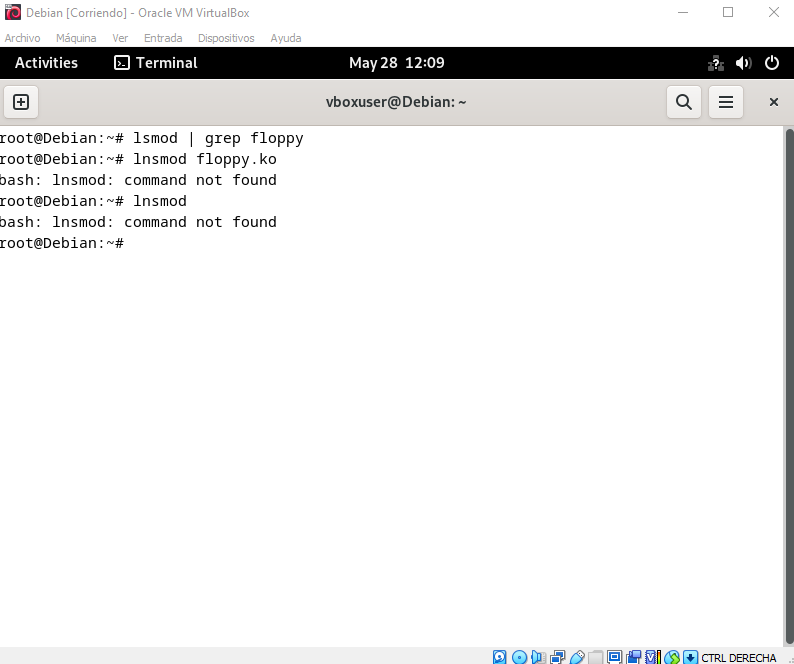 Debian [Corriendo] - Oracle VM VirtualBox
Archivo Máquina Ver Entrada Dispositivos Ayuda
Activities Terminal May 28 12:09
vboxuser@Debian: ~
root@Debian:~# lsmod | grep floppy
root@Debian:~# lnsmod floppy.ko
bash: lnsmod: command not found
root@Debian:~# lnsmod
bash: lnsmod: command not found
root@Debian:~#
CTRL DERECHA